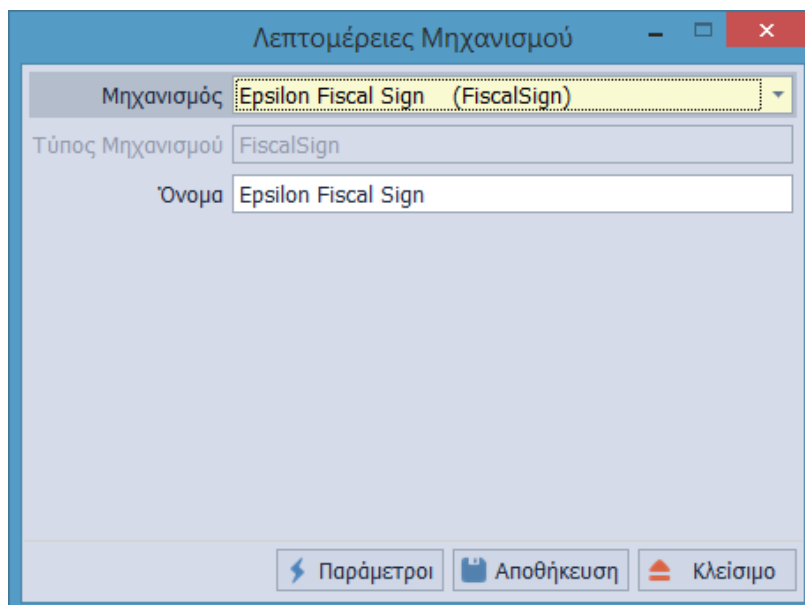 Λεπτομέρειες Μηχανισμού
Μηχανισμός Epsilon Fiscal Sign (FiscalSign)
Τύπος Μηχανισμού FiscalSign
Όνομα Epsilon Fiscal Sign
Παράμετροι Αποθήκευση Κλείσιμο